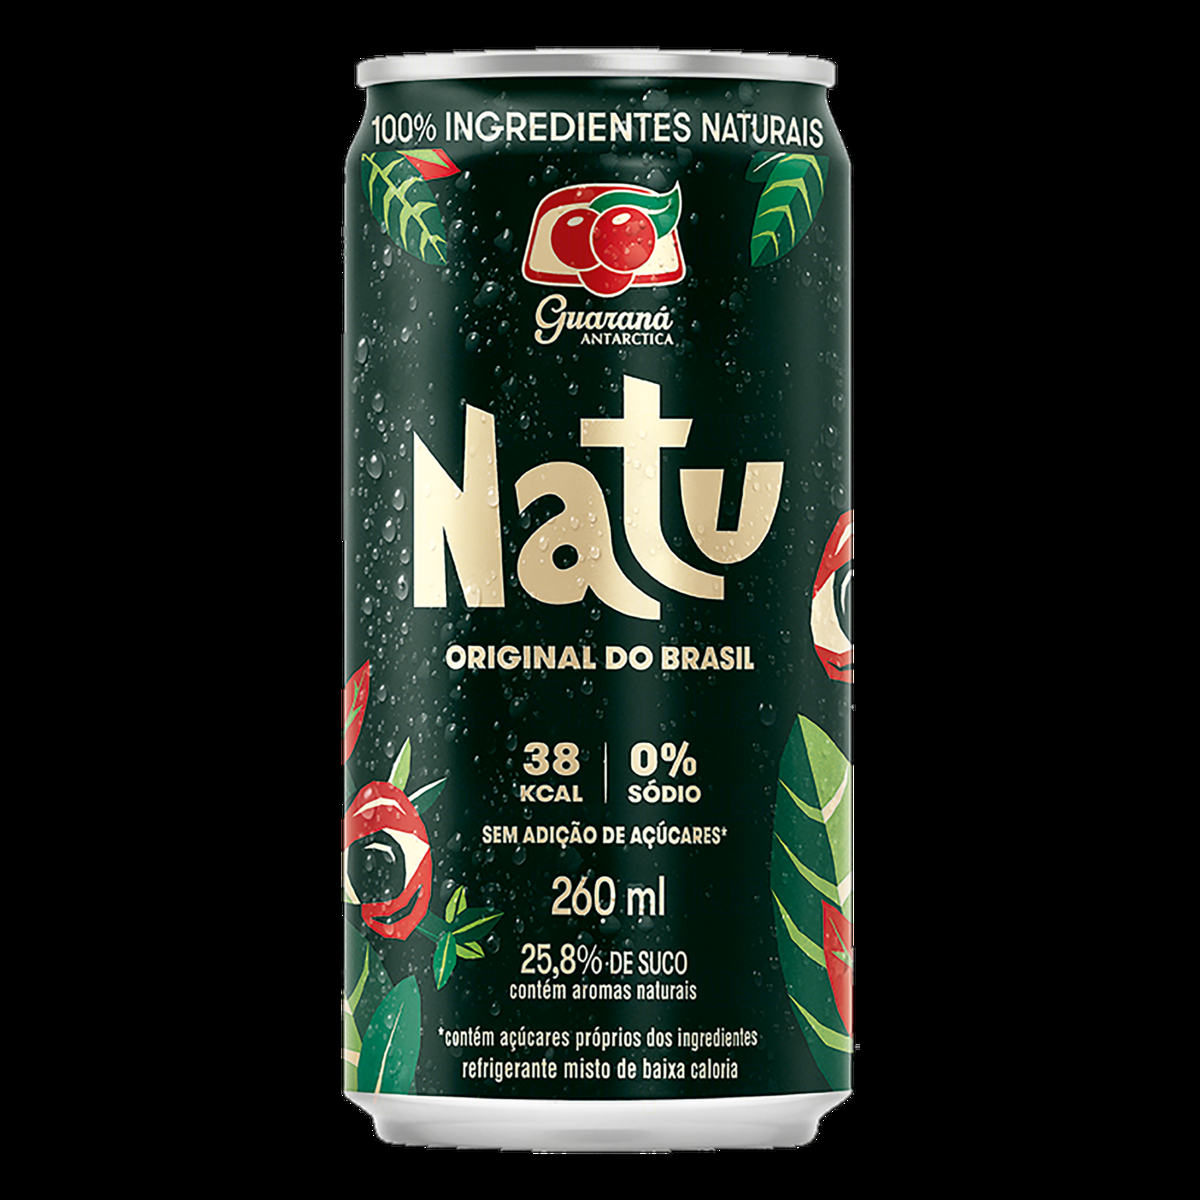 100% INGREDIENTES NATURAIS
Guaraná
ANTARCTICA
Natu
ORIGINAL DO BRASIL
38 KCAL
0% SÓDIO
SEM ADIÇÃO DE AÇÚCARES*
260 ml
25,8% DE SUCO
contém aromas naturais
*contém açúcares próprios dos ingredientes
refrigerante misto de baixa caloria